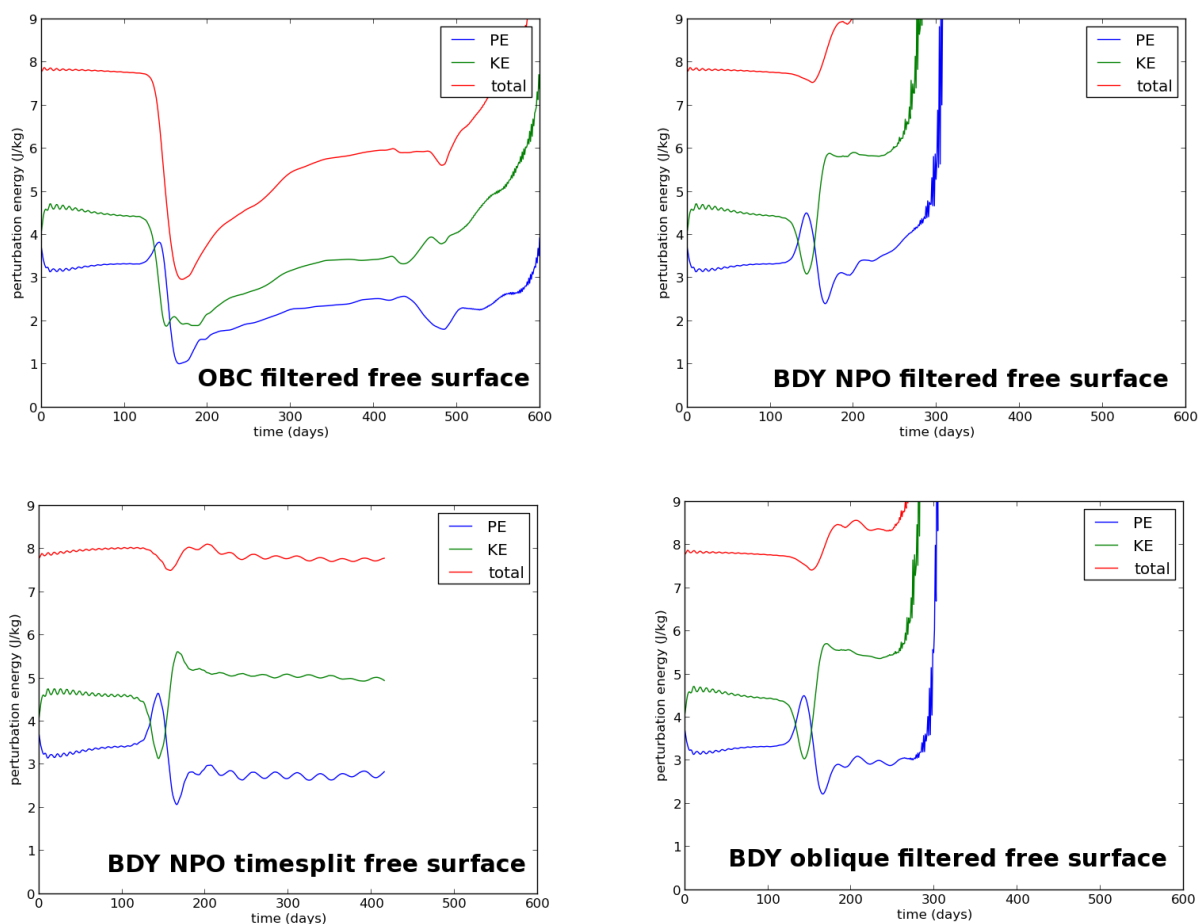 9
8
7
6
5
4
3
2
1
0
perturbation energy (J/kg)
PE
KE
total
OBC filtered free surface
0 100 200 300 400 500 600
time (days)
9
8
7
6
5
4
3
2
1
0
perturbation energy (J/kg)
PE
KE
total
BDY NPO filtered free surface
0 100 200 300 400 500 600
time (days)
9
8
7
6
5
4
3
2
1
0
perturbation energy (J/kg)
PE
KE
total
BDY NPO timesplit free surface
0 100 200 300 400 500 600
time (days)
9
8
7
6
5
4
3
2
1
0
perturbation energy (J/kg)
PE
KE
total
BDY oblique filtered free surface
0 100 200 300 400 500 600
time (days)